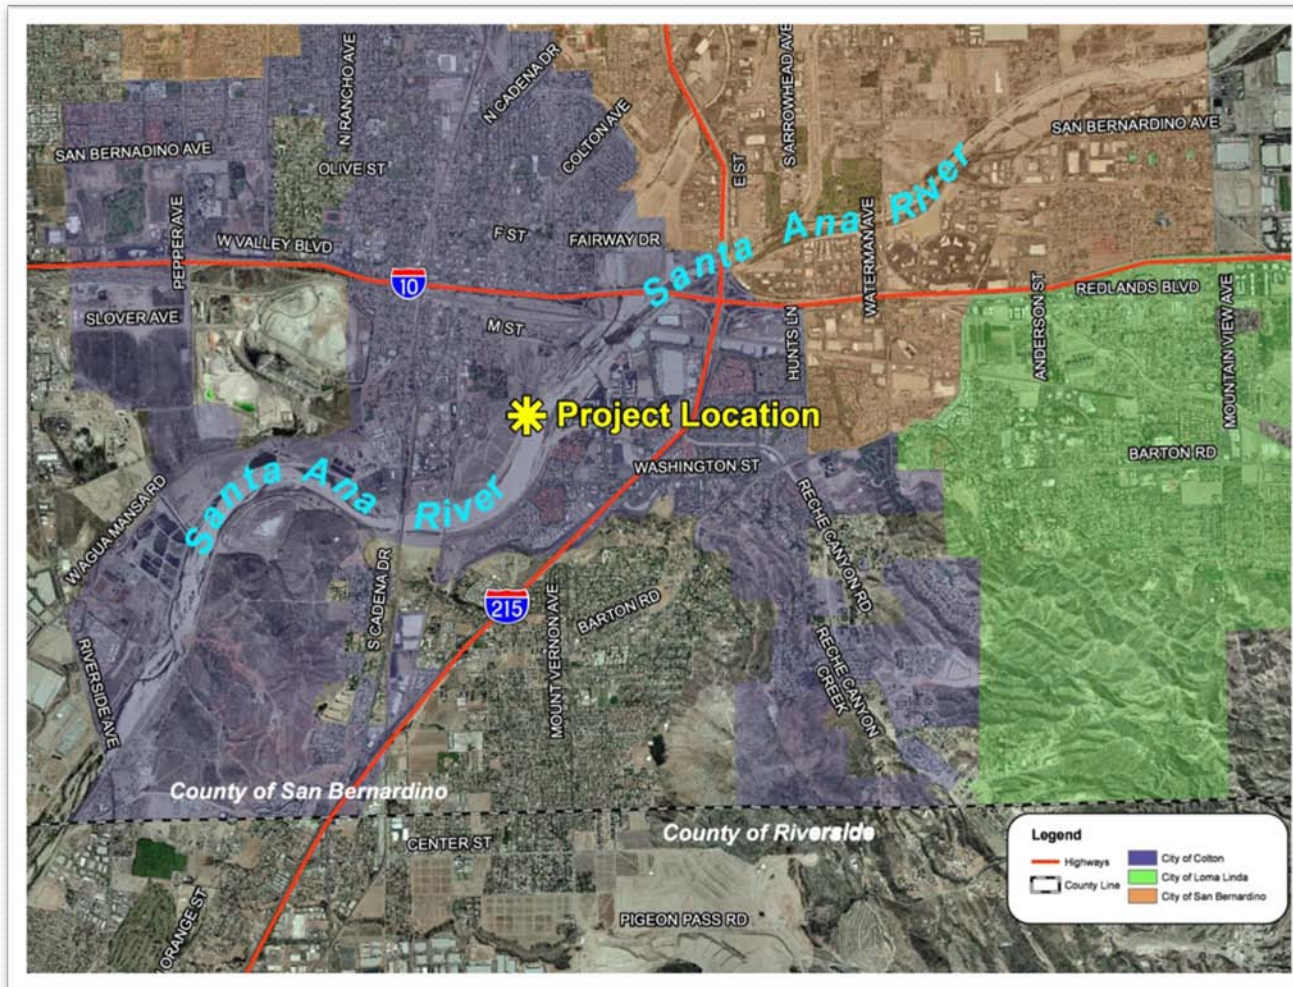 N RANCHO AVE
N CADENA DR
COLTON AVE
S ARROWHEAD AVE
SAN BERNARDINO AVE
SAN BERNADINO AVE
OLIVE ST
E ST
Santa Ana River
PEPPER AVE
W VALLEY BLVD
F ST
FAIRWAY DR
WATERMAN AVE
10
REDLANDS BLVD
SLOVER AVE
M ST
HUNTS LN
ANDERSON ST
MOUNTAIN VIEW AVE
Project Location
BARTON RD
WASHINGTON ST
Santa Ana River
W AGUA MANSA RD
RECHE CANYON RD
S CADENA DR
215
MOUNT VERNON AVE
BARTON RD
RIVERSIDE AVE
RECHE CANYON
CREEK
County of San Bernardino
County of Riverside
CENTER ST
ORANGE ST
PIGEON PASS RD
Legend
Highways
County Line
City of Colton
City of Loma Linda
City of San Bernardino